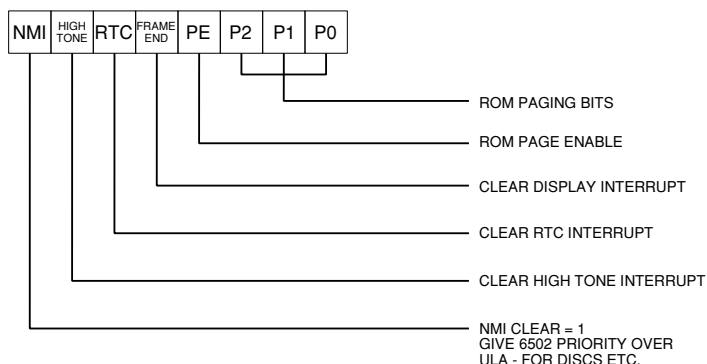 NMI HIGH TONE RTC FRAME END PE P2 P1 P0
ROM PAGING BITS
ROM PAGE ENABLE
CLEAR DISPLAY INTERRUPT
CLEAR RTC INTERRUPT
CLEAR HIGH TONE INTERRUPT
NMI CLEAR = 1
GIVE 6502 PRIORITY OVER
ULA - FOR DISCS ETC.